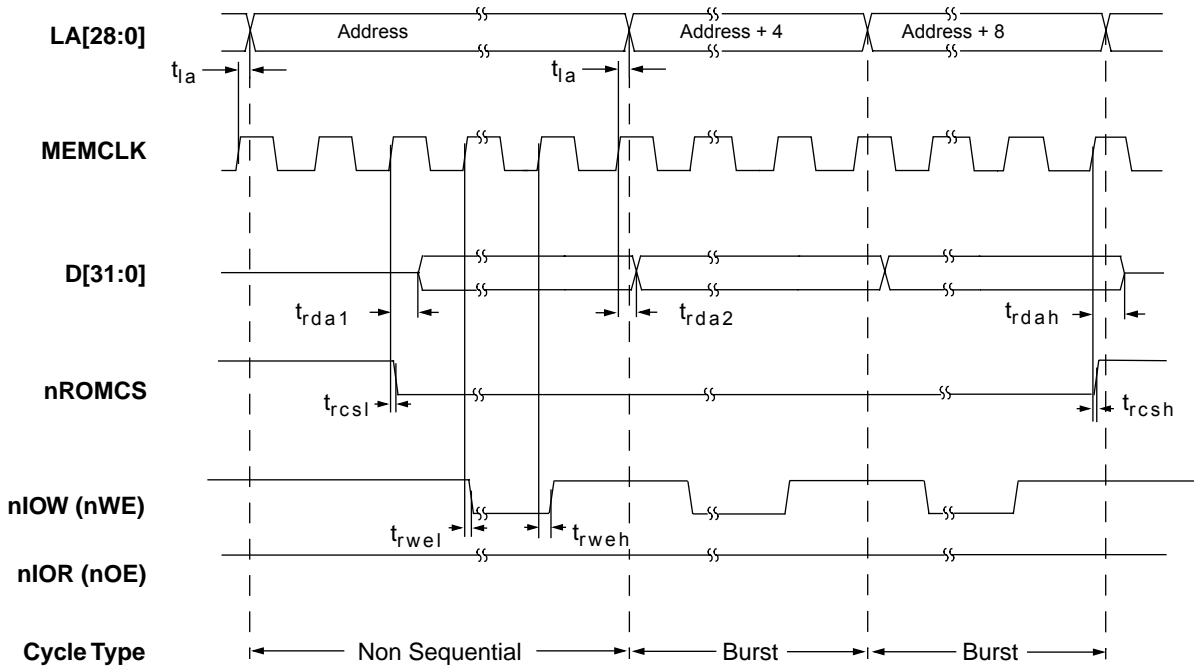 LA[28:0]
Address
Address + 4
Address + 8
tla
tla
MEMCLK
D[31:0]
trda1
trda2
trdah
nROMCS
trcsl
trcsh
nIOW (nWE)
trwel
trweh
nIOR (nOE)
Cycle Type
Non Sequential
Burst
Burst